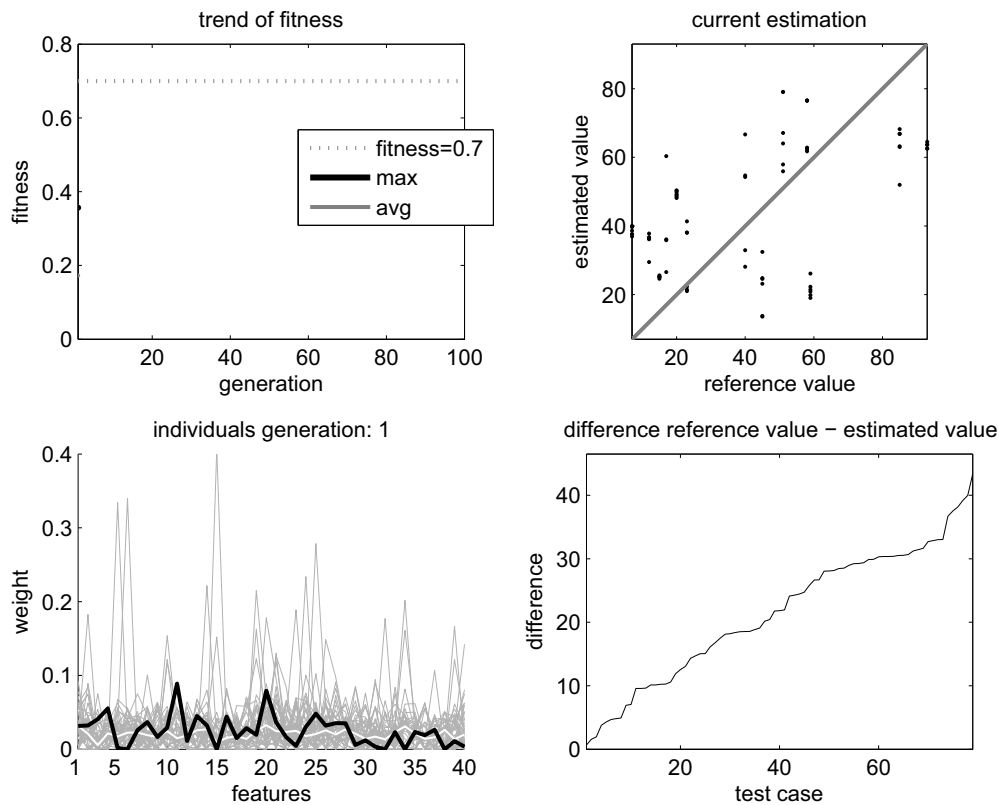 trend of fitness
0.8
0.6
0.4
0.2
0
fitness
20
40
60
80
100
generation
fitness=0.7
max
avg
current estimation
80
60
40
20
estimated value
20
40
60
80
reference value
individuals generation: 1
0.4
0.3
0.2
0.1
0
weight
1
5
10
15
20
25
30
35
40
features
difference reference value − estimated value
40
30
20
10
0
difference
20
40
60
test case